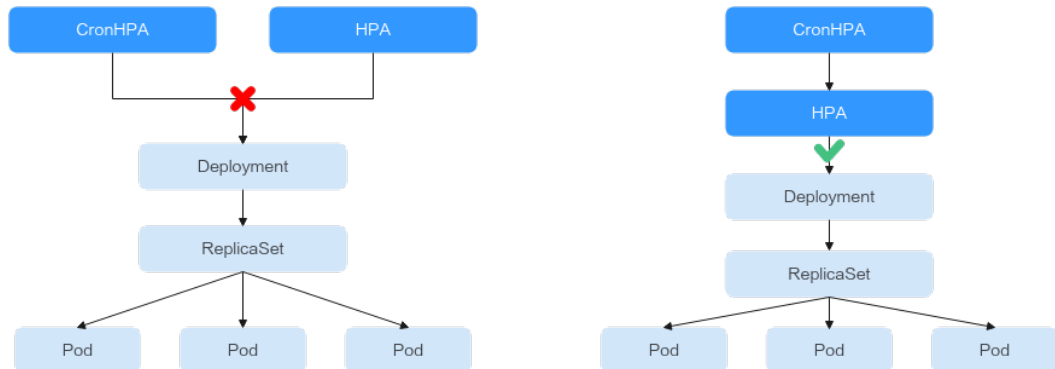 CronHPA
HPA
Deployment
ReplicaSet
Pod
Pod
Pod
CronHPA
HPA
Deployment
ReplicaSet
Pod
Pod
Pod